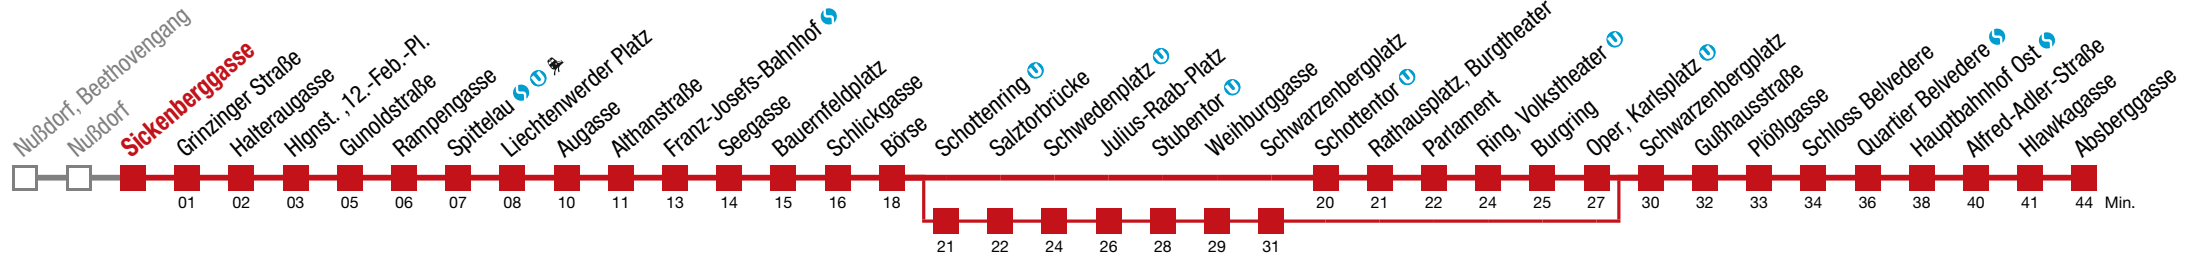 Nußdorf, Beethovengang
Nußdorf
Sickenberggasse
Grinzinger Straße
Halteraugasse
Hlgnst. , 12.-Feb.-Pl.
Gunoldstraße
Rampengasse
Spittelau S U
Liechtenwerder Platz
Augasse
Althanstraße
Franz-Josefs-Bahnhof S
Seegasse
Bauernfeldplatz
Schlickgasse
Börse
Schottenring U
Salztorbrücke
Schwedenplatz U
Julius-Raab-Platz
Stubentor U
Weihburggasse
Schwarzenbergplatz
Schottentor U
Rathausplatz, Burgtheater
Parlament
Ring, Volkstheater U
Burgring
Oper, Karlsplatz U
Schwarzenbergplatz
Gußhausstraße
Plößlgasse
Schloss Belvedere
Quartier Belvedere S
Hauptbahnhof Ost S
Alfred-Adler-Straße
Hlawkagasse
Absberggasse
01 02 03 05 06 07 08 10 11 13 14 15 16 18 20 21 22 24 25 27 30 32 33 34 36 38 40 41 44 Min.
21 22 24 26 28 29 31